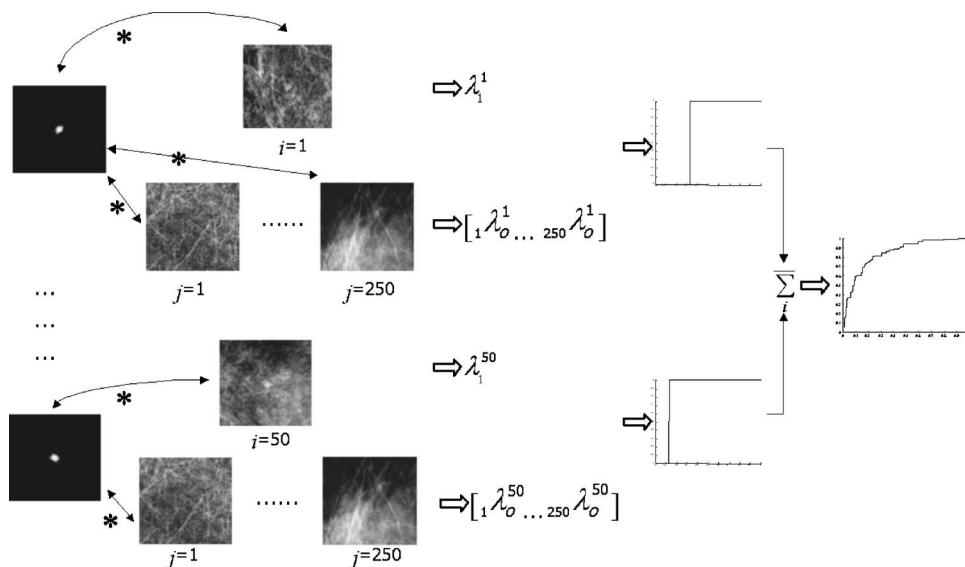 *
λ₁¹
i=1
*
*
......
[₁λₒ¹ ... ₂₅₀λₒ¹]
j=1
j=250
...
...
...
Σ
i
λ₁⁵⁰
*
i=50
*
......
[₁λₒ⁵⁰ ... ₂₅₀λₒ⁵⁰]
j=1
j=250